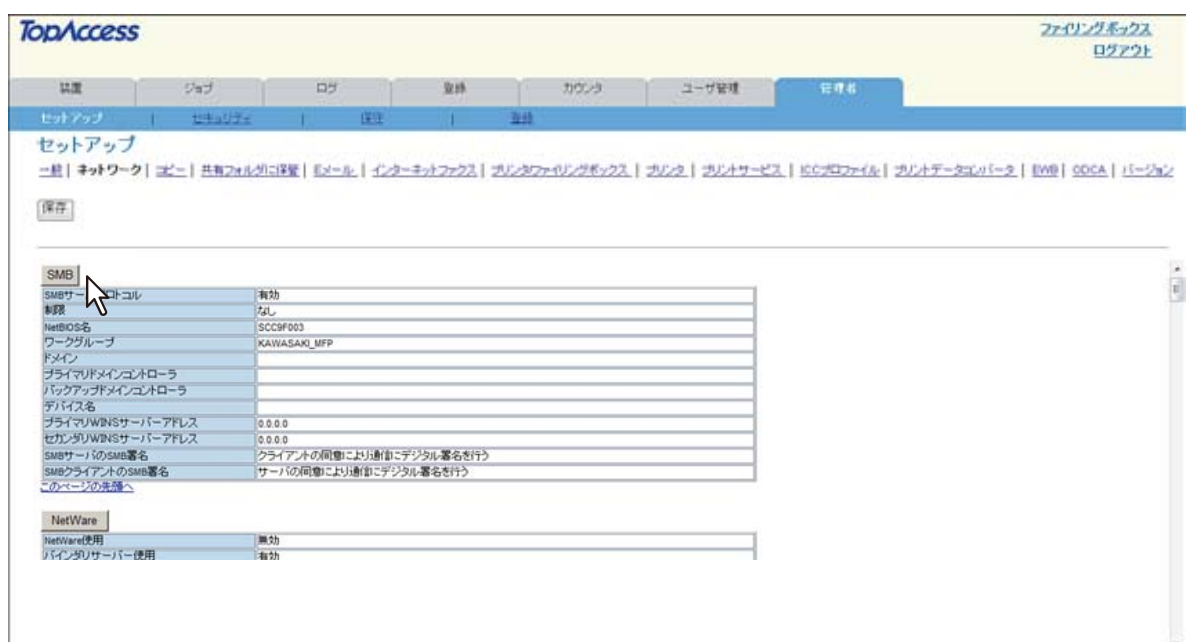 TopAccess
ファイリングボックス
ログアウト
装置 ジョブ ログ 登録 カウンタ ユーザ管理 管理者
セットアップ | セキュリティ | 保守 | 登録
セットアップ
一般 | ネットワーク | コピー | 共有フォルダに保管 | Eメール | インターネットファクス | プリンタファイリングボックス | プリンタ | プリントサービス | ICCプロファイル | プリントデータコンバータ | EWB | ODCA | バージョン
保存
SMB
SMBサー ロトコル 有効
制限 なし
NetBIOS名 SCC9F003
ワークグループ KAWASAKI_MFP
ドメイン
プライマリドメインコントローラ
バックアップドメインコントローラ
デバイス名
プライマリWINSサーバーアドレス 0.0.0.0
セカンダリWINSサーバーアドレス 0.0.0.0
SMBサーバのSMB署名 クライアントの同意により通信にデジタル署名を行う
SMBクライアントのSMB署名 サーバの同意により通信にデジタル署名を行う
このページの先頭へ
NetWare
NetWare使用 無効
バインダリサーバー使用 有効